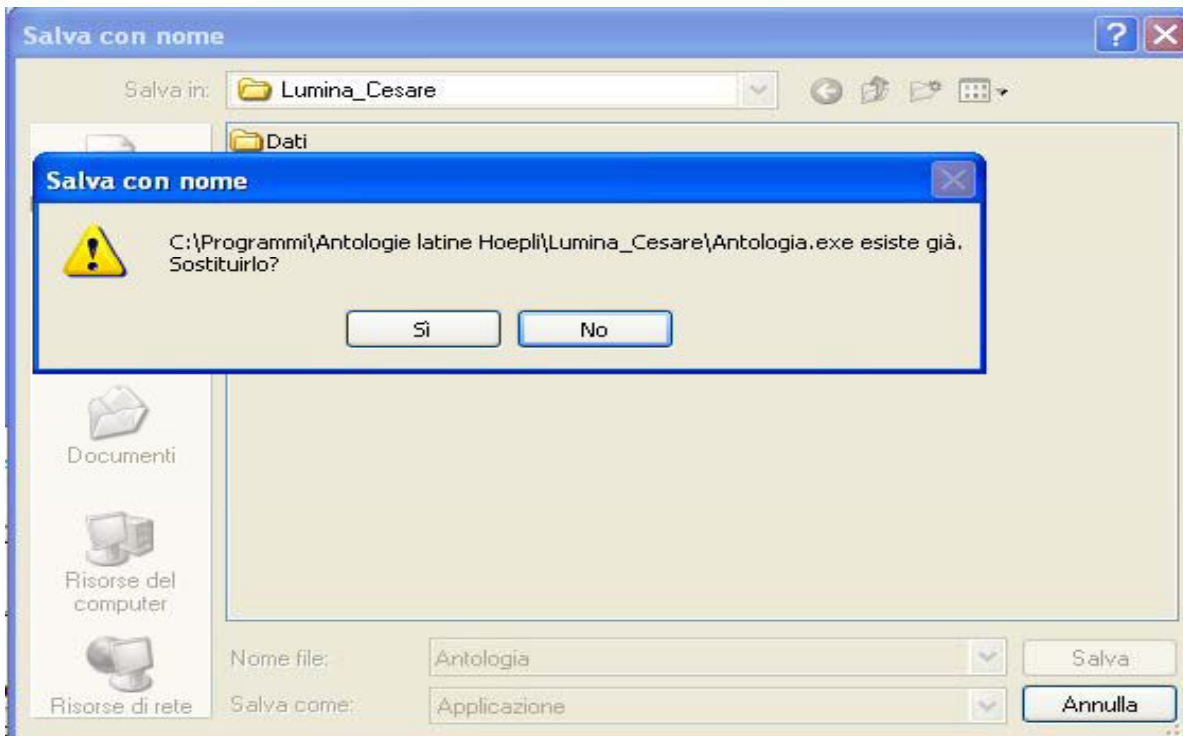 Salva con nome
Salva in:
Lumina_Cesare
Dati
Salva con nome
C:\Programmi\Antologie latine Hoepli\Lumina_Cesare\Antologia.exe esiste già.
Sostituirlo?
Sì
No
Documenti
Risorse del
computer
Risorse di rete
Nome file:
Antologia
Salva
Salva come:
Applicazione
Annulla